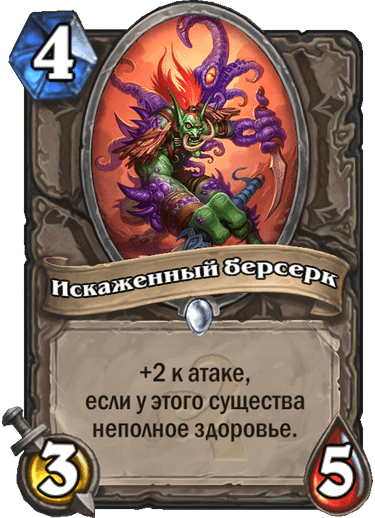 4
Искаженный берсерк
+2 к атаке,
если у этого существа
неполное здоровье.
3
5